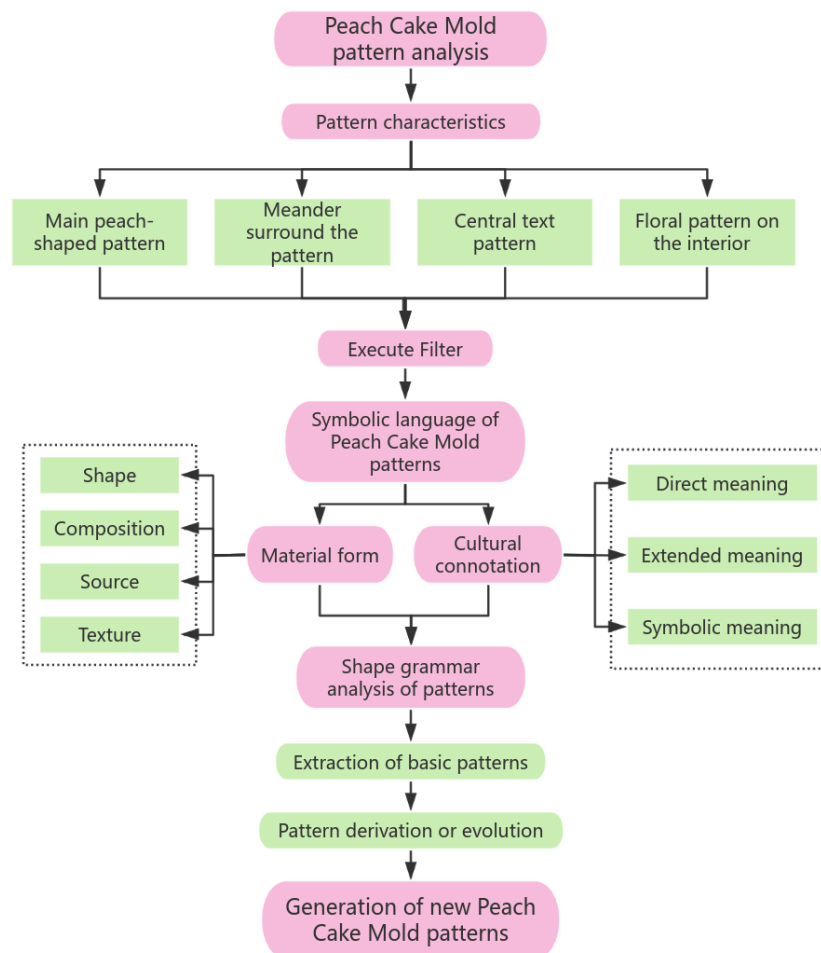 Peach Cake Mold
pattern analysis
Pattern characteristics
Main peach-
shaped pattern
Meander
surround the
pattern
Central text
pattern
Floral pattern on
the interior
Execute Filter
Symbolic language of
Peach Cake Mold
patterns
Shape
Composition
Source
Texture
Material form
Cultural
connotation
Direct meaning
Extended meaning
Symbolic meaning
Shape grammar
analysis of patterns
Extraction of basic patterns
Pattern derivation or evolution
Generation of new Peach
Cake Mold patterns